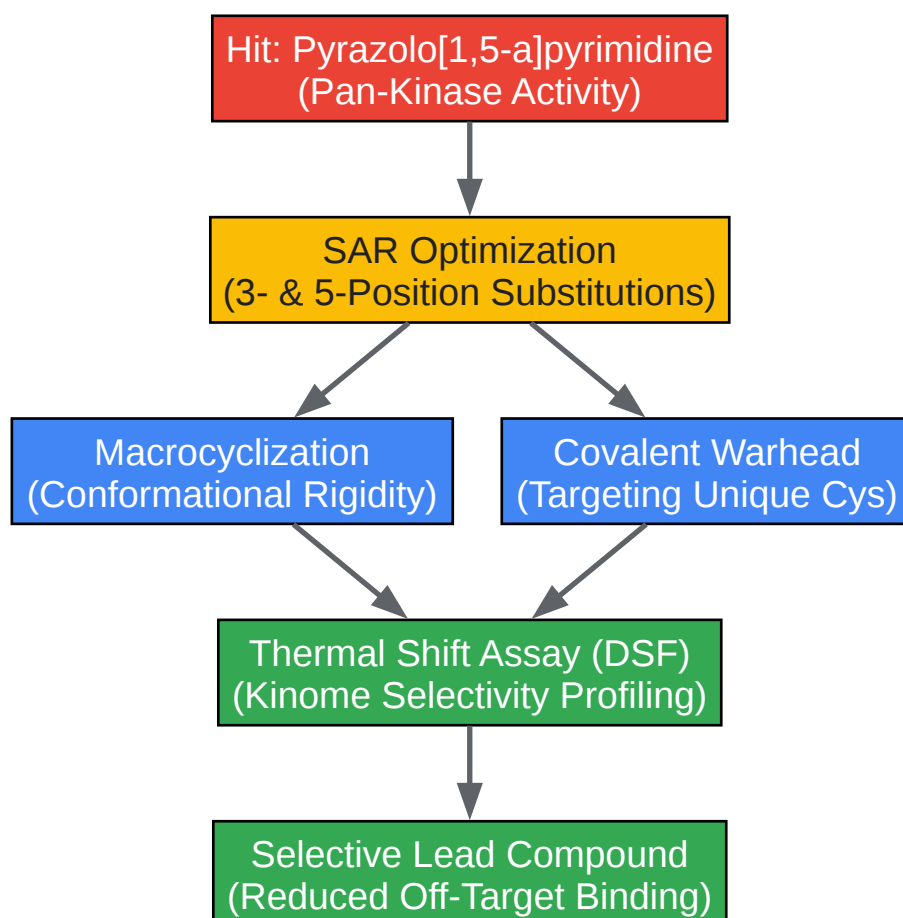 Hit: Pyrazolo[1,5-a]pyrimidine
(Pan-Kinase Activity)
SAR Optimization
(3- & 5-Position Substitutions)
Macrocyclization
(Conformational Rigidity)
Covalent Warhead
(Targeting Unique Cys)
Thermal Shift Assay (DSF)
(Kinome Selectivity Profiling)
Selective Lead Compound
(Reduced Off-Target Binding)